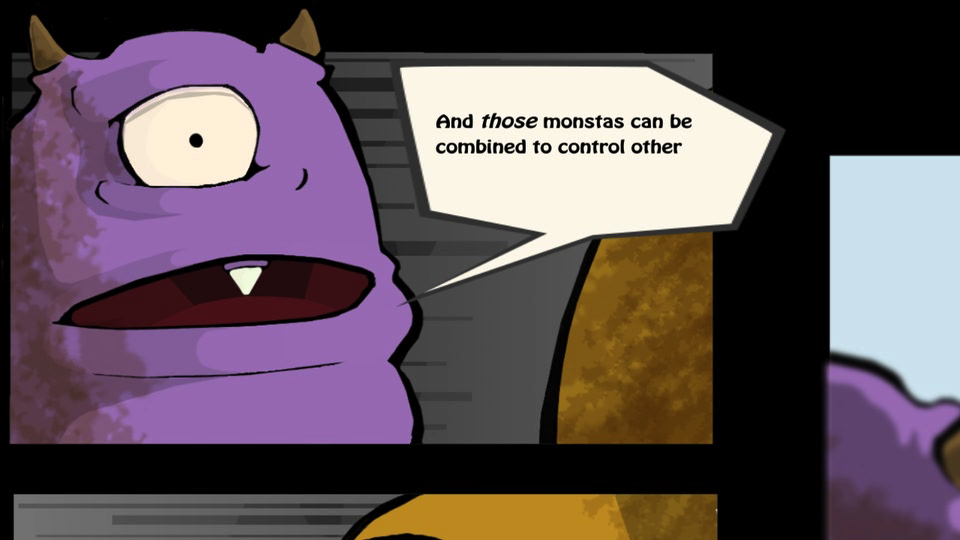 And those monstas can be
combined to control other